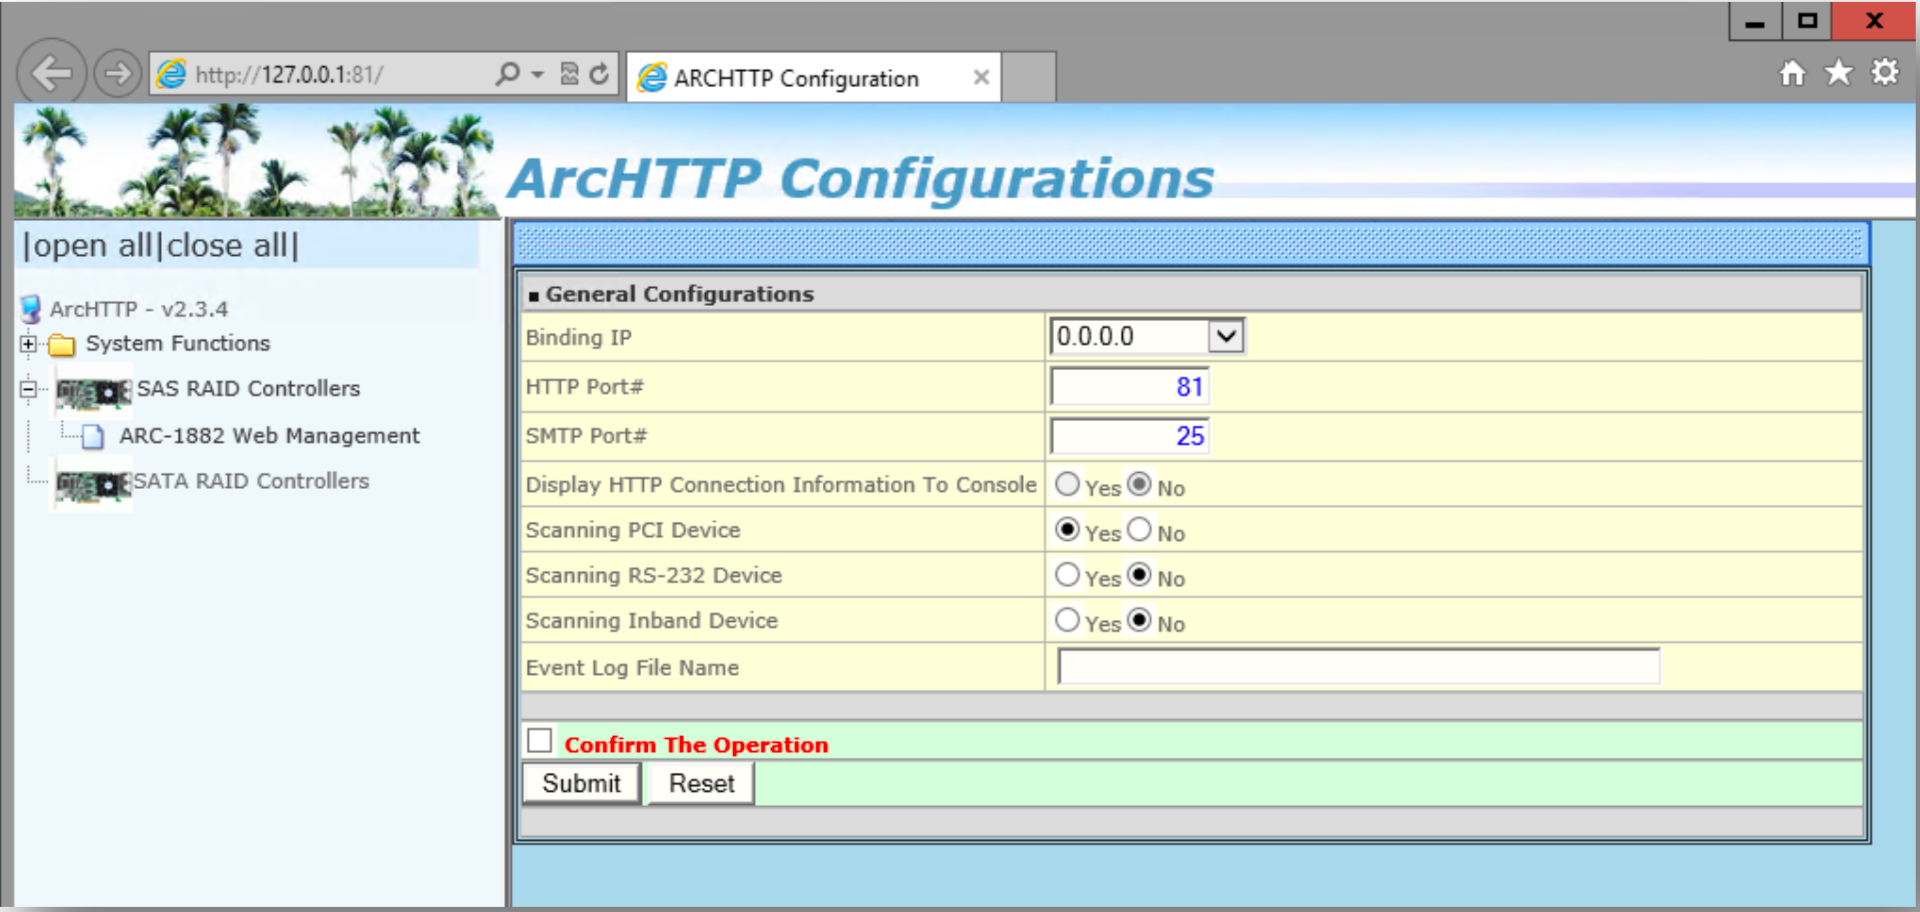 http://127.0.0.1:81/
ARCHTTP Configuration
ArcHTTP Configurations
|open all|close all|
ArcHTTP - v2.3.4
System Functions
SAS RAID Controllers
ARC-1882 Web Management
SATA RAID Controllers
General Configurations
Binding IP 0.0.0.0
HTTP Port# 81
SMTP Port# 25
Display HTTP Connection Information To Console Yes No
Scanning PCI Device Yes No
Scanning RS-232 Device Yes No
Scanning Inband Device Yes No
Event Log File Name
Confirm The Operation
Submit Reset